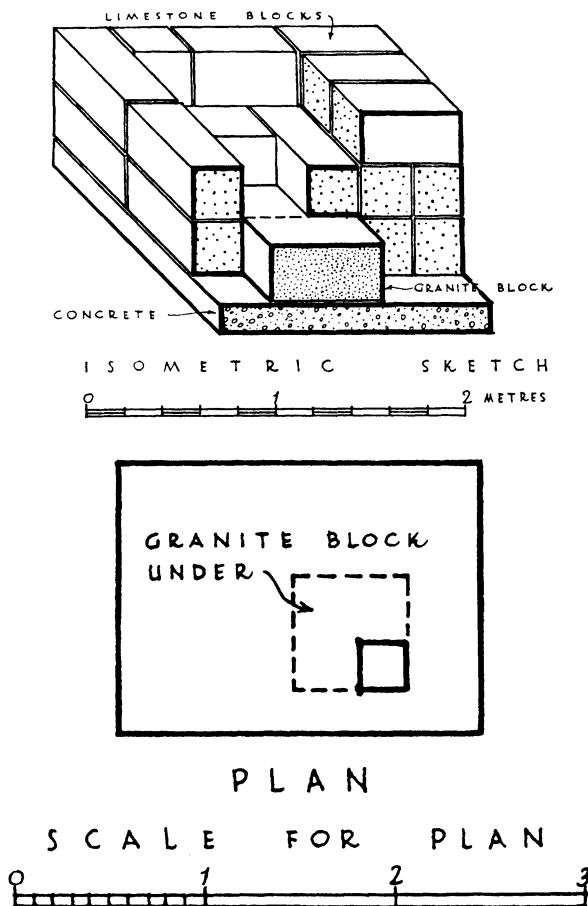 LIMESTONE BLOCKS
GRANITE BLOCK
CONCRETE
ISOMETRIC SKETCH
0 1 2 METRES
GRANITE BLOCK
UNDER
PLAN
SCALE FOR PLAN
0 1 2 3